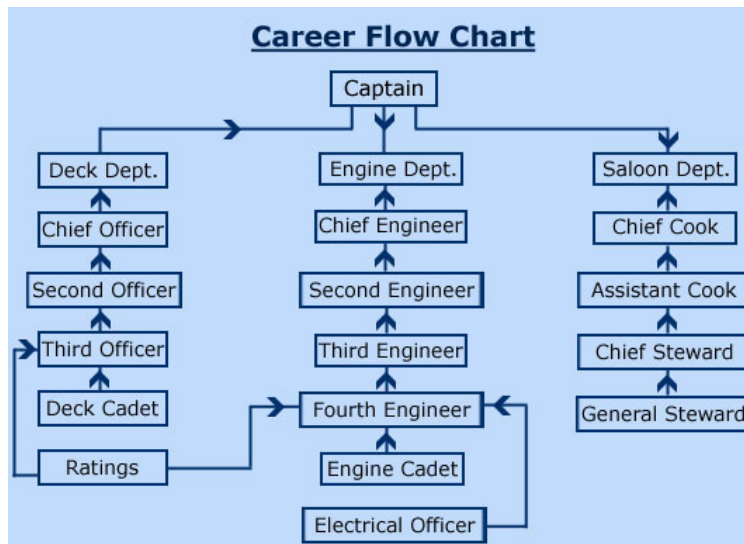 Career Flow Chart
Captain
Deck Dept.
Engine Dept.
Saloon Dept.
Chief Officer
Chief Engineer
Chief Cook
Second Officer
Second Engineer
Assistant Cook
Third Officer
Third Engineer
Chief Steward
Deck Cadet
Fourth Engineer
General Steward
Ratings
Engine Cadet
Electrical Officer